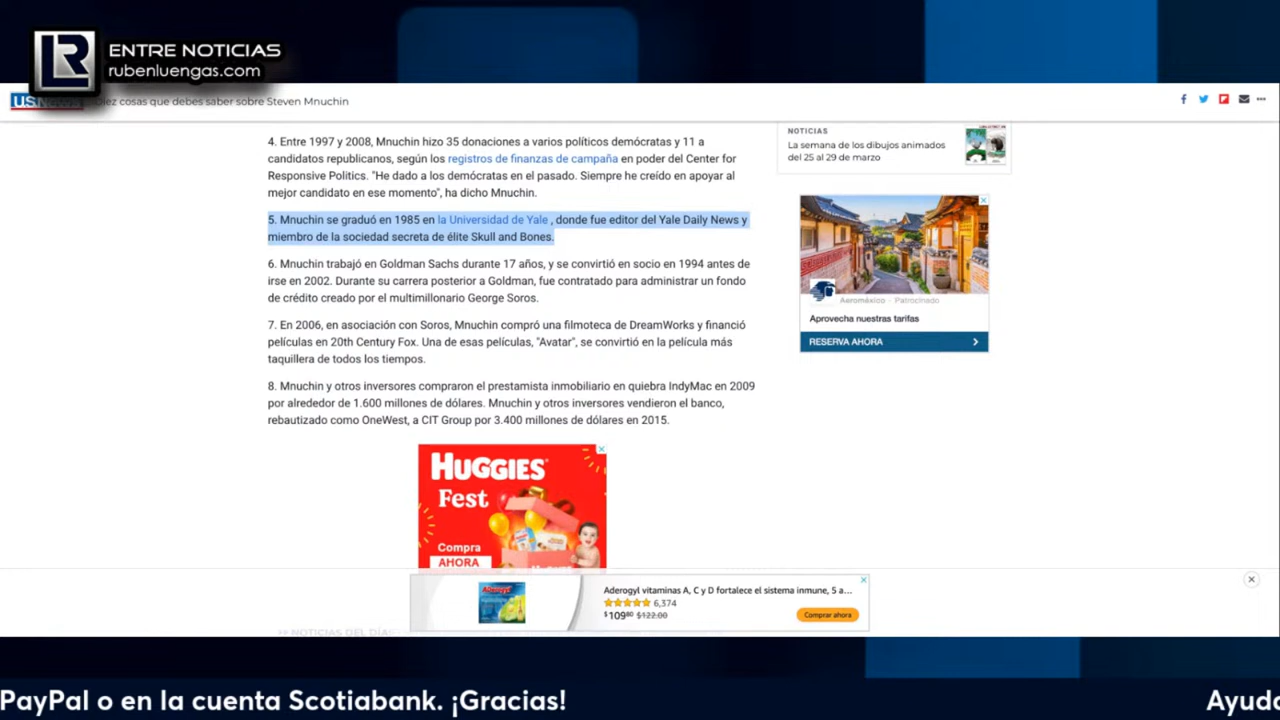 LR ENTRE NOTICIAS
rubenluengas.com
Diez cosas que debes saber sobre Steven Mnuchin
4. Entre 1997 y 2008, Mnuchin hizo 35 donaciones a varios políticos demócratas y 11 a
candidatos republicanos, según los registros de finanzas de campaña en poder del Center for
Responsive Politics. "He dado a los demócratas en el pasado. Siempre he creído en apoyar al
mejor candidato en ese momento", ha dicho Mnuchin.
5. Mnuchin se graduó en 1985 en la Universidad de Yale , donde fue editor del Yale Daily News y
miembro de la sociedad secreta de élite Skull and Bones.
6. Mnuchin trabajó en Goldman Sachs durante 17 años, y se convirtió en socio en 1994 antes de
irse en 2002. Durante su carrera posterior a Goldman, fue contratado para administrar un fondo
de crédito creado por el multimillonario George Soros.
7. En 2006, en asociación con Soros, Mnuchin compró una filmoteca de DreamWorks y financió
películas en 20th Century Fox. Una de esas películas, "Avatar", se convirtió en la película más
taquillera de todos los tiempos.
8. Mnuchin y otros inversores compraron el prestamista inmobiliario en quiebra IndyMac en 2009
por alrededor de 1.600 millones de dólares. Mnuchin y otros inversores vendieron el banco,
rebautizado como OneWest, a CIT Group por 3.400 millones de dólares en 2015.
NOTICIAS
La semana de los dibujos animados
del 25 al 29 de marzo
Aeroméxico - Patrocinado
Aprovecha nuestras tarifas
RESERVA AHORA
HUGGIES
Fest
Compra
AHORA
Aderogyl vitaminas A, C y D fortalece el sistema inmune, 5 a...
6,374
$109⁸⁰ $122.00
Comprar ahora
>> NOTICIAS DEL DÍA:
PayPal o en la cuenta Scotiabank. ¡Gracias!
Ayuda